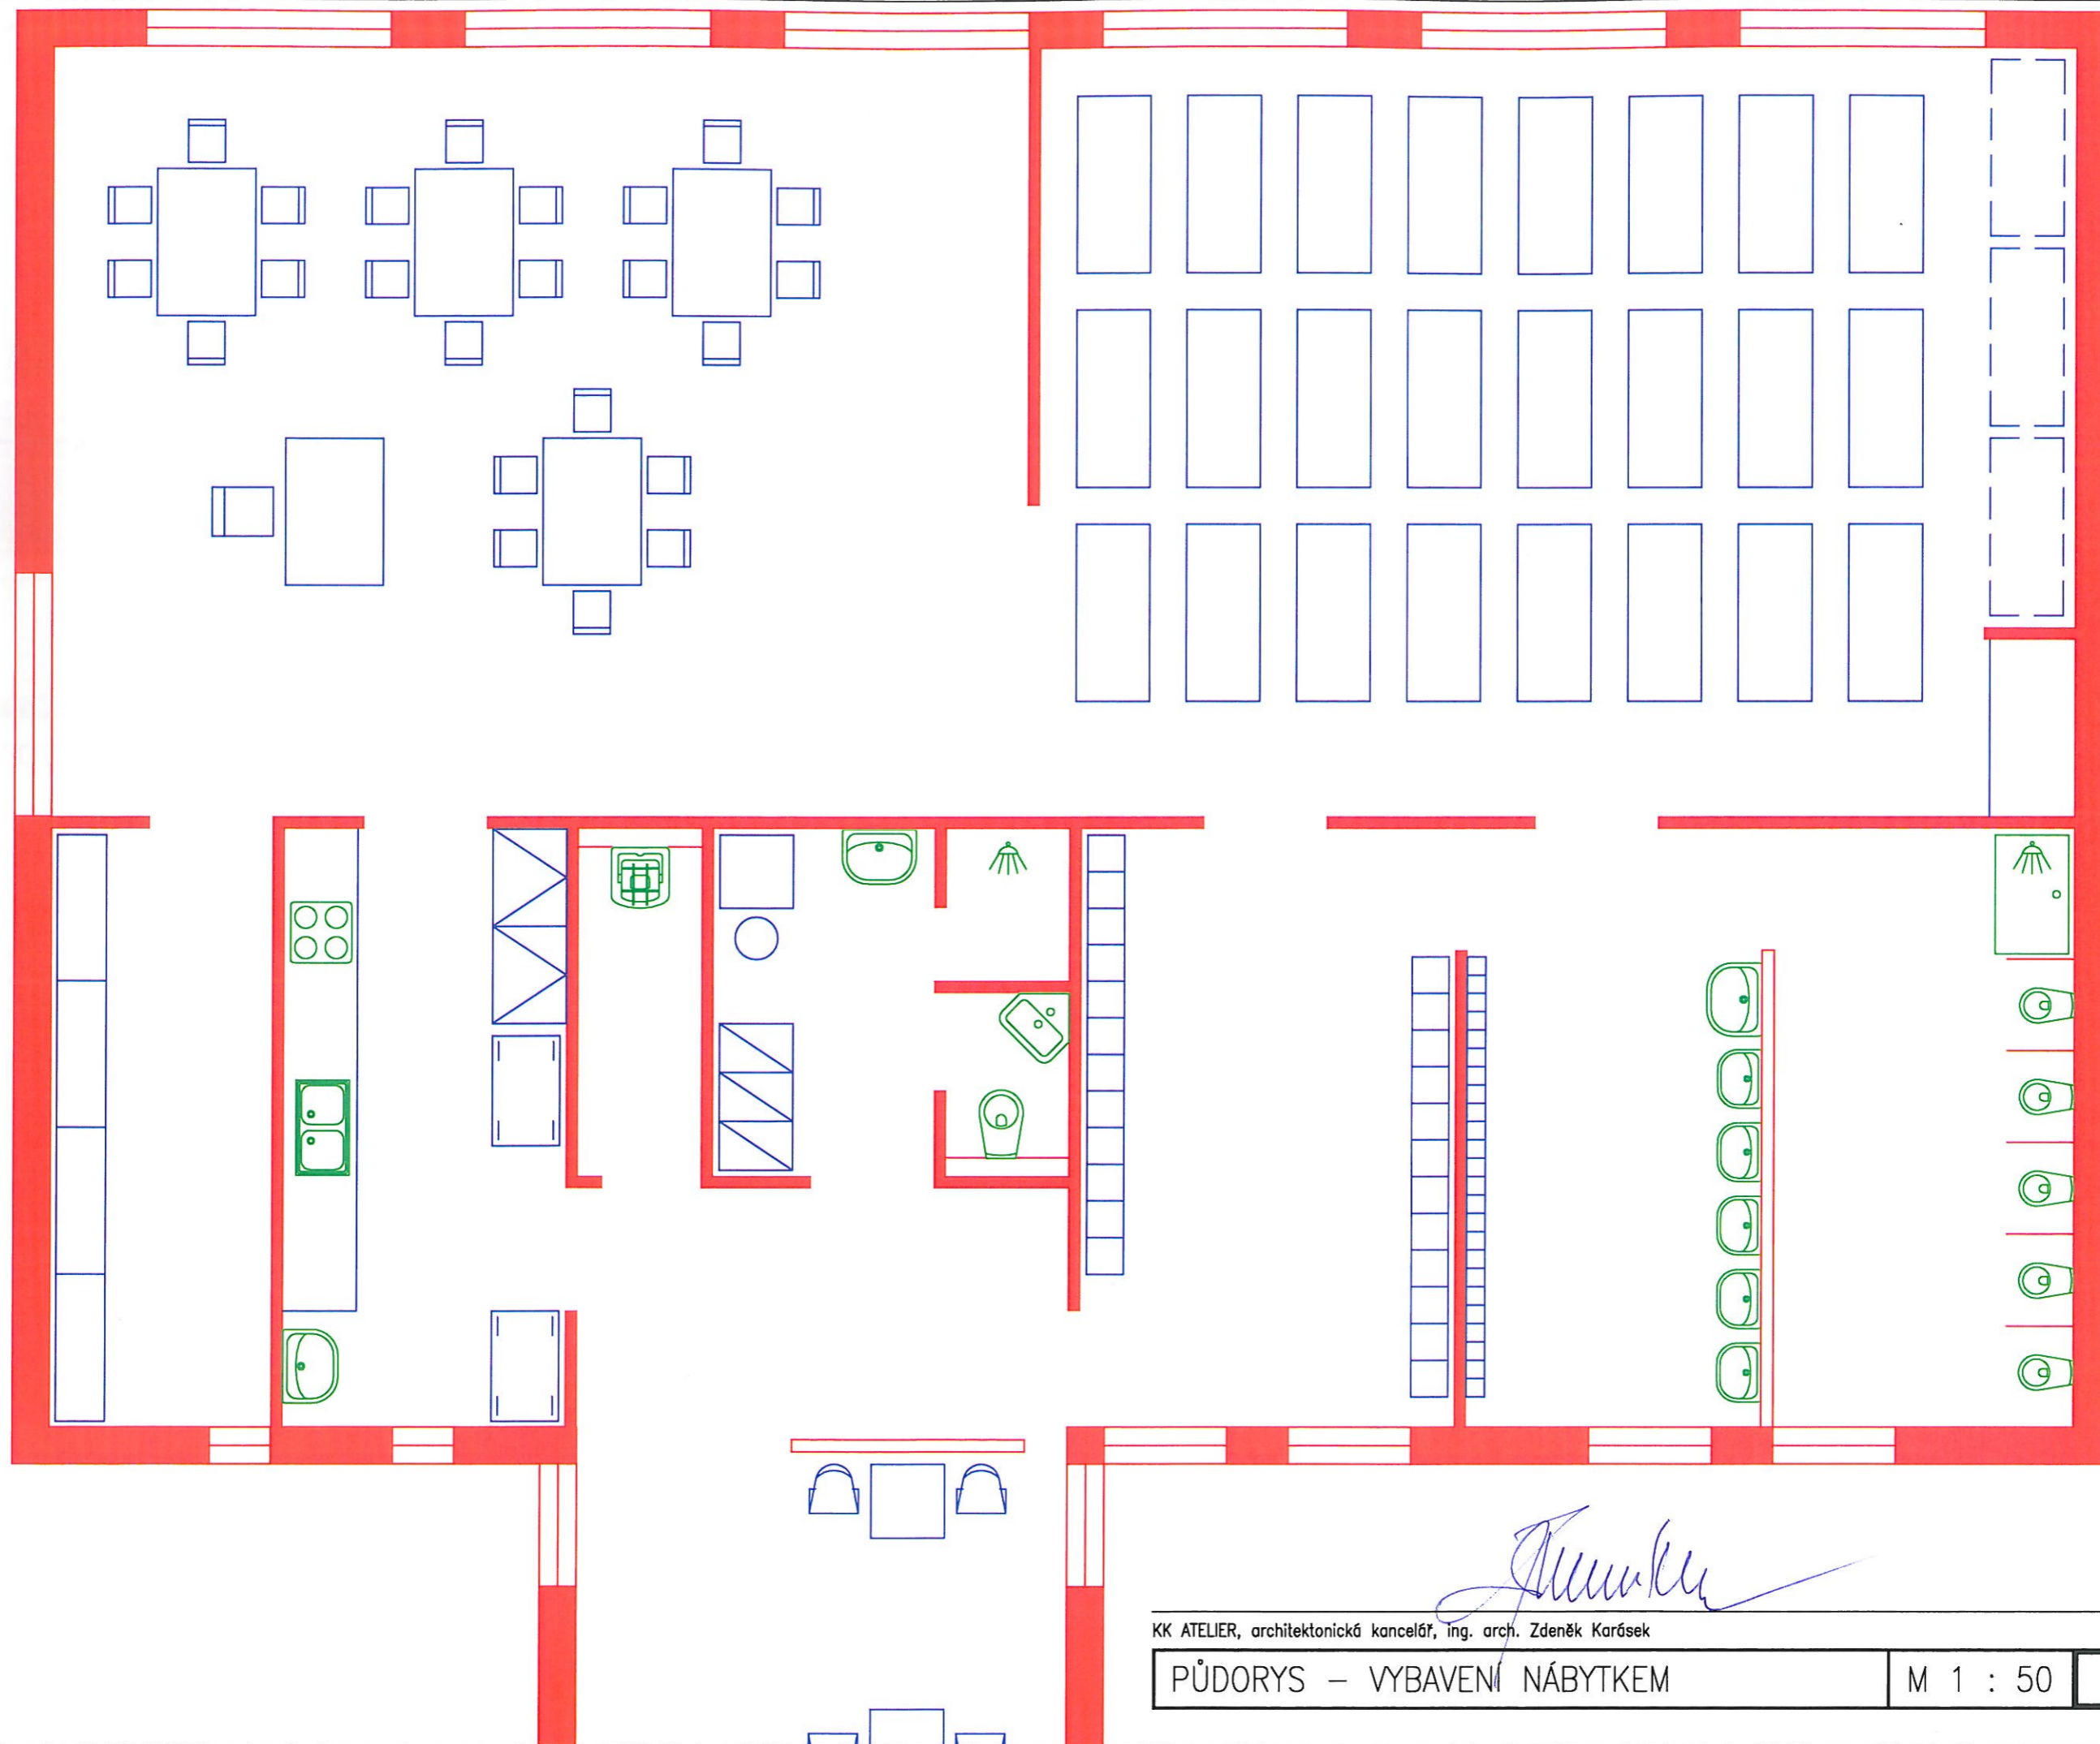 KK ATELIER, architektonická kancelář, ing. arch. Zdeněk Karásek
PŮDORYS – VYBAVENÍ NÁBYTKEM M 1 : 50